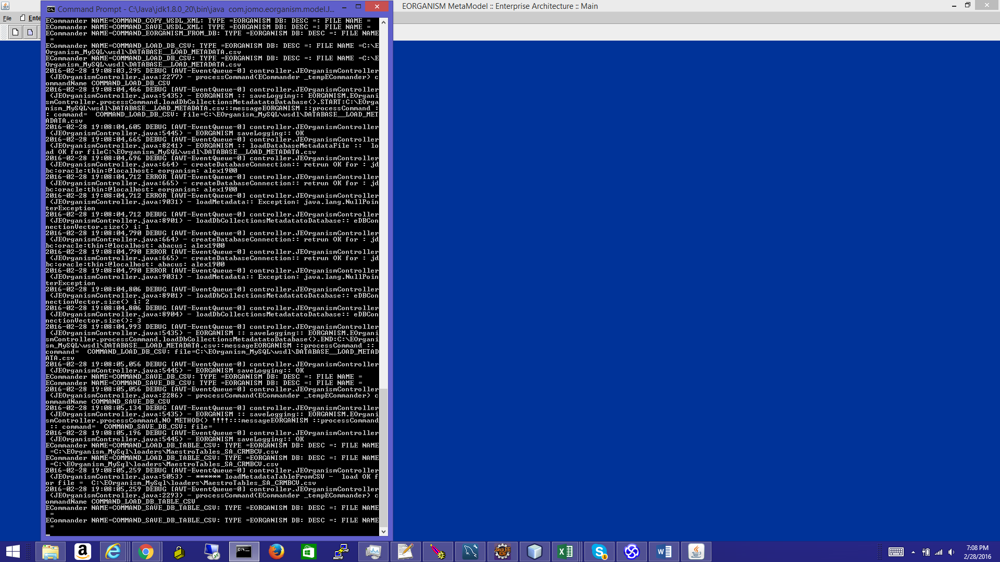 Command Prompt - C:\Java\jdk1.8.0_20\bin\java  com.jomo.eorganism.model.J...
EORGANISM MetaModel :: Enterprise Architecture :: Main
File
Ente
ECommander NAME=COMMAND_COPY_WSDL_XML: TYPE =EORGANISM DB: DESC =: FILE NAME =
ECommander NAME=COMMAND_SAVE_WSDL_XML: TYPE =EORGANISM DB: DESC =: FILE NAME =
ECommander NAME=COMMAND_EORGANISM_FROM_DB: TYPE =EORGANISM DB: DESC =: FILE NAME
 =
ECommander NAME=COMMAND_LOAD_DB_CSV: TYPE =EORGANISM DB: DESC =: FILE NAME =C:\E
Organism_MySQL\wsdl\DATABASE__LOAD_METADATA.csv
ECommander NAME=COMMAND_LOAD_DB_CSV: TYPE =EORGANISM DB: DESC =: FILE NAME =C:\E
Organism_MySQL\wsdl\DATABASE__LOAD_METADATA.csv
2016-02-28 19:08:03,295 DEBUG [AWT-EventQueue-0] controller.JEOrganismController
 (JEOrganismController.java:2277) - processCommand(ECommander _tempECommander) c
ommandName COMMAND_LOAD_DB_CSV
2016-02-28 19:08:04,466 DEBUG [AWT-EventQueue-0] controller.JEOrganismController
 (JEOrganismController.java:5435) - EORGANISM :: saveLogging:: EORGANISM.EOrgani
smController.processCommand.loadDbCollectionsMetadatatoDatabase().START:C:\EOrga
nism_MySQL\wsdl\DATABASE__LOAD_METADATA.csv::messageEORGANISM ::processCommand :
: command=  COMMAND_LOAD_DB_CSV: file=C:\EOrganism_MySQL\wsdl\DATABASE__LOAD_MET
ADATA.csv
2016-02-28 19:08:04,605 DEBUG [AWT-EventQueue-0] controller.JEOrganismController
 (JEOrganismController.java:5445) - EORGANISM saveLogging:: OK
2016-02-28 19:08:04,665 DEBUG [AWT-EventQueue-0] controller.JEOrganismController
 (JEOrganismController.java:8241) - EORGANISM :: loadDatabaseMetadataFile ::  lo
ad OK for fileC:\EOrganism_MySQL\wsdl\DATABASE__LOAD_METADATA.csv
2016-02-28 19:08:04,696 DEBUG [AWT-EventQueue-0] controller.JEOrganismController
 (JEOrganismController.java:664) - createDatabaseConnection:: retrun OK for : jd
bc:oracle:thin:@localhost: eorganism: alex1900
2016-02-28 19:08:04,712 ERROR [AWT-EventQueue-0] controller.JEOrganismController
 (JEOrganismController.java:665) - createDatabaseConnection:: retrun OK for : jd
bc:oracle:thin:@localhost: eorganism: alex1900
2016-02-28 19:08:04,712 ERROR [AWT-EventQueue-0] controller.JEOrganismController
 (JEOrganismController.java:9031) - loadMetadata:: Exception: java.lang.NullPoin
terException
2016-02-28 19:08:04,712 DEBUG [AWT-EventQueue-0] controller.JEOrganismController
 (JEOrganismController.java:8901) - loadDbCollectionsMetadatatoDatabase:: eDBCon
nectionVector.size() i: 1
2016-02-28 19:08:04,790 DEBUG [AWT-EventQueue-0] controller.JEOrganismController
 (JEOrganismController.java:664) - createDatabaseConnection:: retrun OK for : jd
bc:oracle:thin:@localhost: abacus: alex1900
2016-02-28 19:08:04,790 ERROR [AWT-EventQueue-0] controller.JEOrganismController
 (JEOrganismController.java:665) - createDatabaseConnection:: retrun OK for : jd
bc:oracle:thin:@localhost: abacus: alex1900
2016-02-28 19:08:04,790 ERROR [AWT-EventQueue-0] controller.JEOrganismController
 (JEOrganismController.java:9031) - loadMetadata:: Exception: java.lang.NullPoin
terException
2016-02-28 19:08:04,806 DEBUG [AWT-EventQueue-0] controller.JEOrganismController
 (JEOrganismController.java:8901) - loadDbCollectionsMetadatatoDatabase:: eDBCon
nectionVector.size() i: 2
2016-02-28 19:08:04,806 DEBUG [AWT-EventQueue-0] controller.JEOrganismController
 (JEOrganismController.java:8904) - loadDbCollectionsMetadatatoDatabase:: eDBCon
nectionVector.size(): 3
2016-02-28 19:08:04,993 DEBUG [AWT-EventQueue-0] controller.JEOrganismController
 (JEOrganismController.java:5435) - EORGANISM :: saveLogging:: EORGANISM.EOrgani
smController.processCommand.loadDbCollectionsMetadatatoDatabase().END:C:\EOrgani
sm_MySQL\wsdl\DATABASE__LOAD_METADATA.csv::messageEORGANISM ::processCommand ::
command=  COMMAND_LOAD_DB_CSV: file=C:\EOrganism_MySQL\wsdl\DATABASE__LOAD_METAD
ATA.csv
2016-02-28 19:08:05,056 DEBUG [AWT-EventQueue-0] controller.JEOrganismController
 (JEOrganismController.java:5445) - EORGANISM saveLogging:: OK
ECommander NAME=COMMAND_SAVE_DB_CSV: TYPE =EORGANISM DB: DESC =: FILE NAME =
ECommander NAME=COMMAND_SAVE_DB_CSV: TYPE =EORGANISM DB: DESC =: FILE NAME =
2016-02-28 19:08:05,056 DEBUG [AWT-EventQueue-0] controller.JEOrganismController
 (JEOrganismController.java:2286) - processCommand(ECommander _tempECommander) c
ommandName COMMAND_SAVE_DB_CSV
2016-02-28 19:08:05,134 DEBUG [AWT-EventQueue-0] controller.JEOrganismController
 (JEOrganismController.java:5435) - EORGANISM :: saveLogging:: EORGANISM.EOrgani
smController.processCommand.NO METHOD() !!!!:::messageEORGANISM ::processCommand
 :: command=  COMMAND_SAVE_DB_CSV: file=
2016-02-28 19:08:05,196 DEBUG [AWT-EventQueue-0] controller.JEOrganismController
 (JEOrganismController.java:5445) - EORGANISM saveLogging:: OK
ECommander NAME=COMMAND_LOAD_DB_TABLE_CSV: TYPE =EORGANISM DB: DESC =: FILE NAME
 =C:\EOrganism_MySql\loaders\MaestroTables_SA_CRMBCV.csv
ECommander NAME=COMMAND_LOAD_DB_TABLE_CSV: TYPE =EORGANISM DB: DESC =: FILE NAME
 =C:\EOrganism_MySql\loaders\MaestroTables_SA_CRMBCV.csv
2016-02-28 19:08:05,259 DEBUG [AWT-EventQueue-0] controller.JEOrganismController
 (JEOrganismController.java:5053) - ****** loadMetadataTableFromCSV -  load OK f
or file =  C:\EOrganism_MySql\loaders\MaestroTables_SA_CRMBCV.csv
2016-02-28 19:08:05,259 DEBUG [AWT-EventQueue-0] controller.JEOrganismController
 (JEOrganismController.java:2293) - processCommand(ECommander _tempECommander) c
ommandName COMMAND_LOAD_DB_TABLE_CSV
ECommander NAME=COMMAND_SAVE_DB_TABLE_CSV: TYPE =EORGANISM DB: DESC =: FILE NAME
 =
ECommander NAME=COMMAND_SAVE_DB_TABLE_CSV: TYPE =EORGANISM DB: DESC =: FILE NAME
 =
7:08 PM
2/28/2016